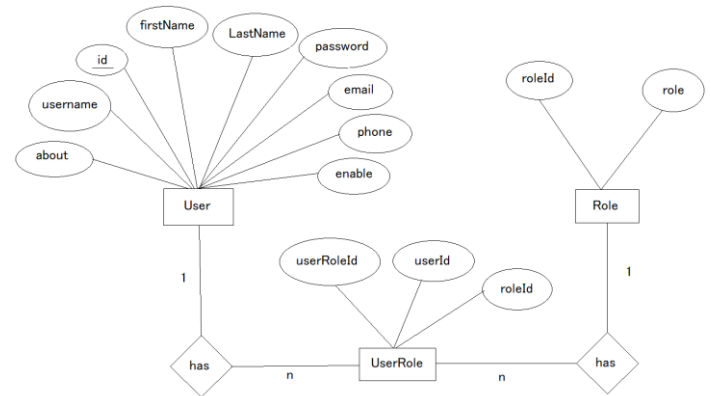 firstName
LastName
password
id
email
username
phone
about
enable
User
roleId
role
Role
1
1
userRoleId
userId
roleId
has
n
UserRole
n
has